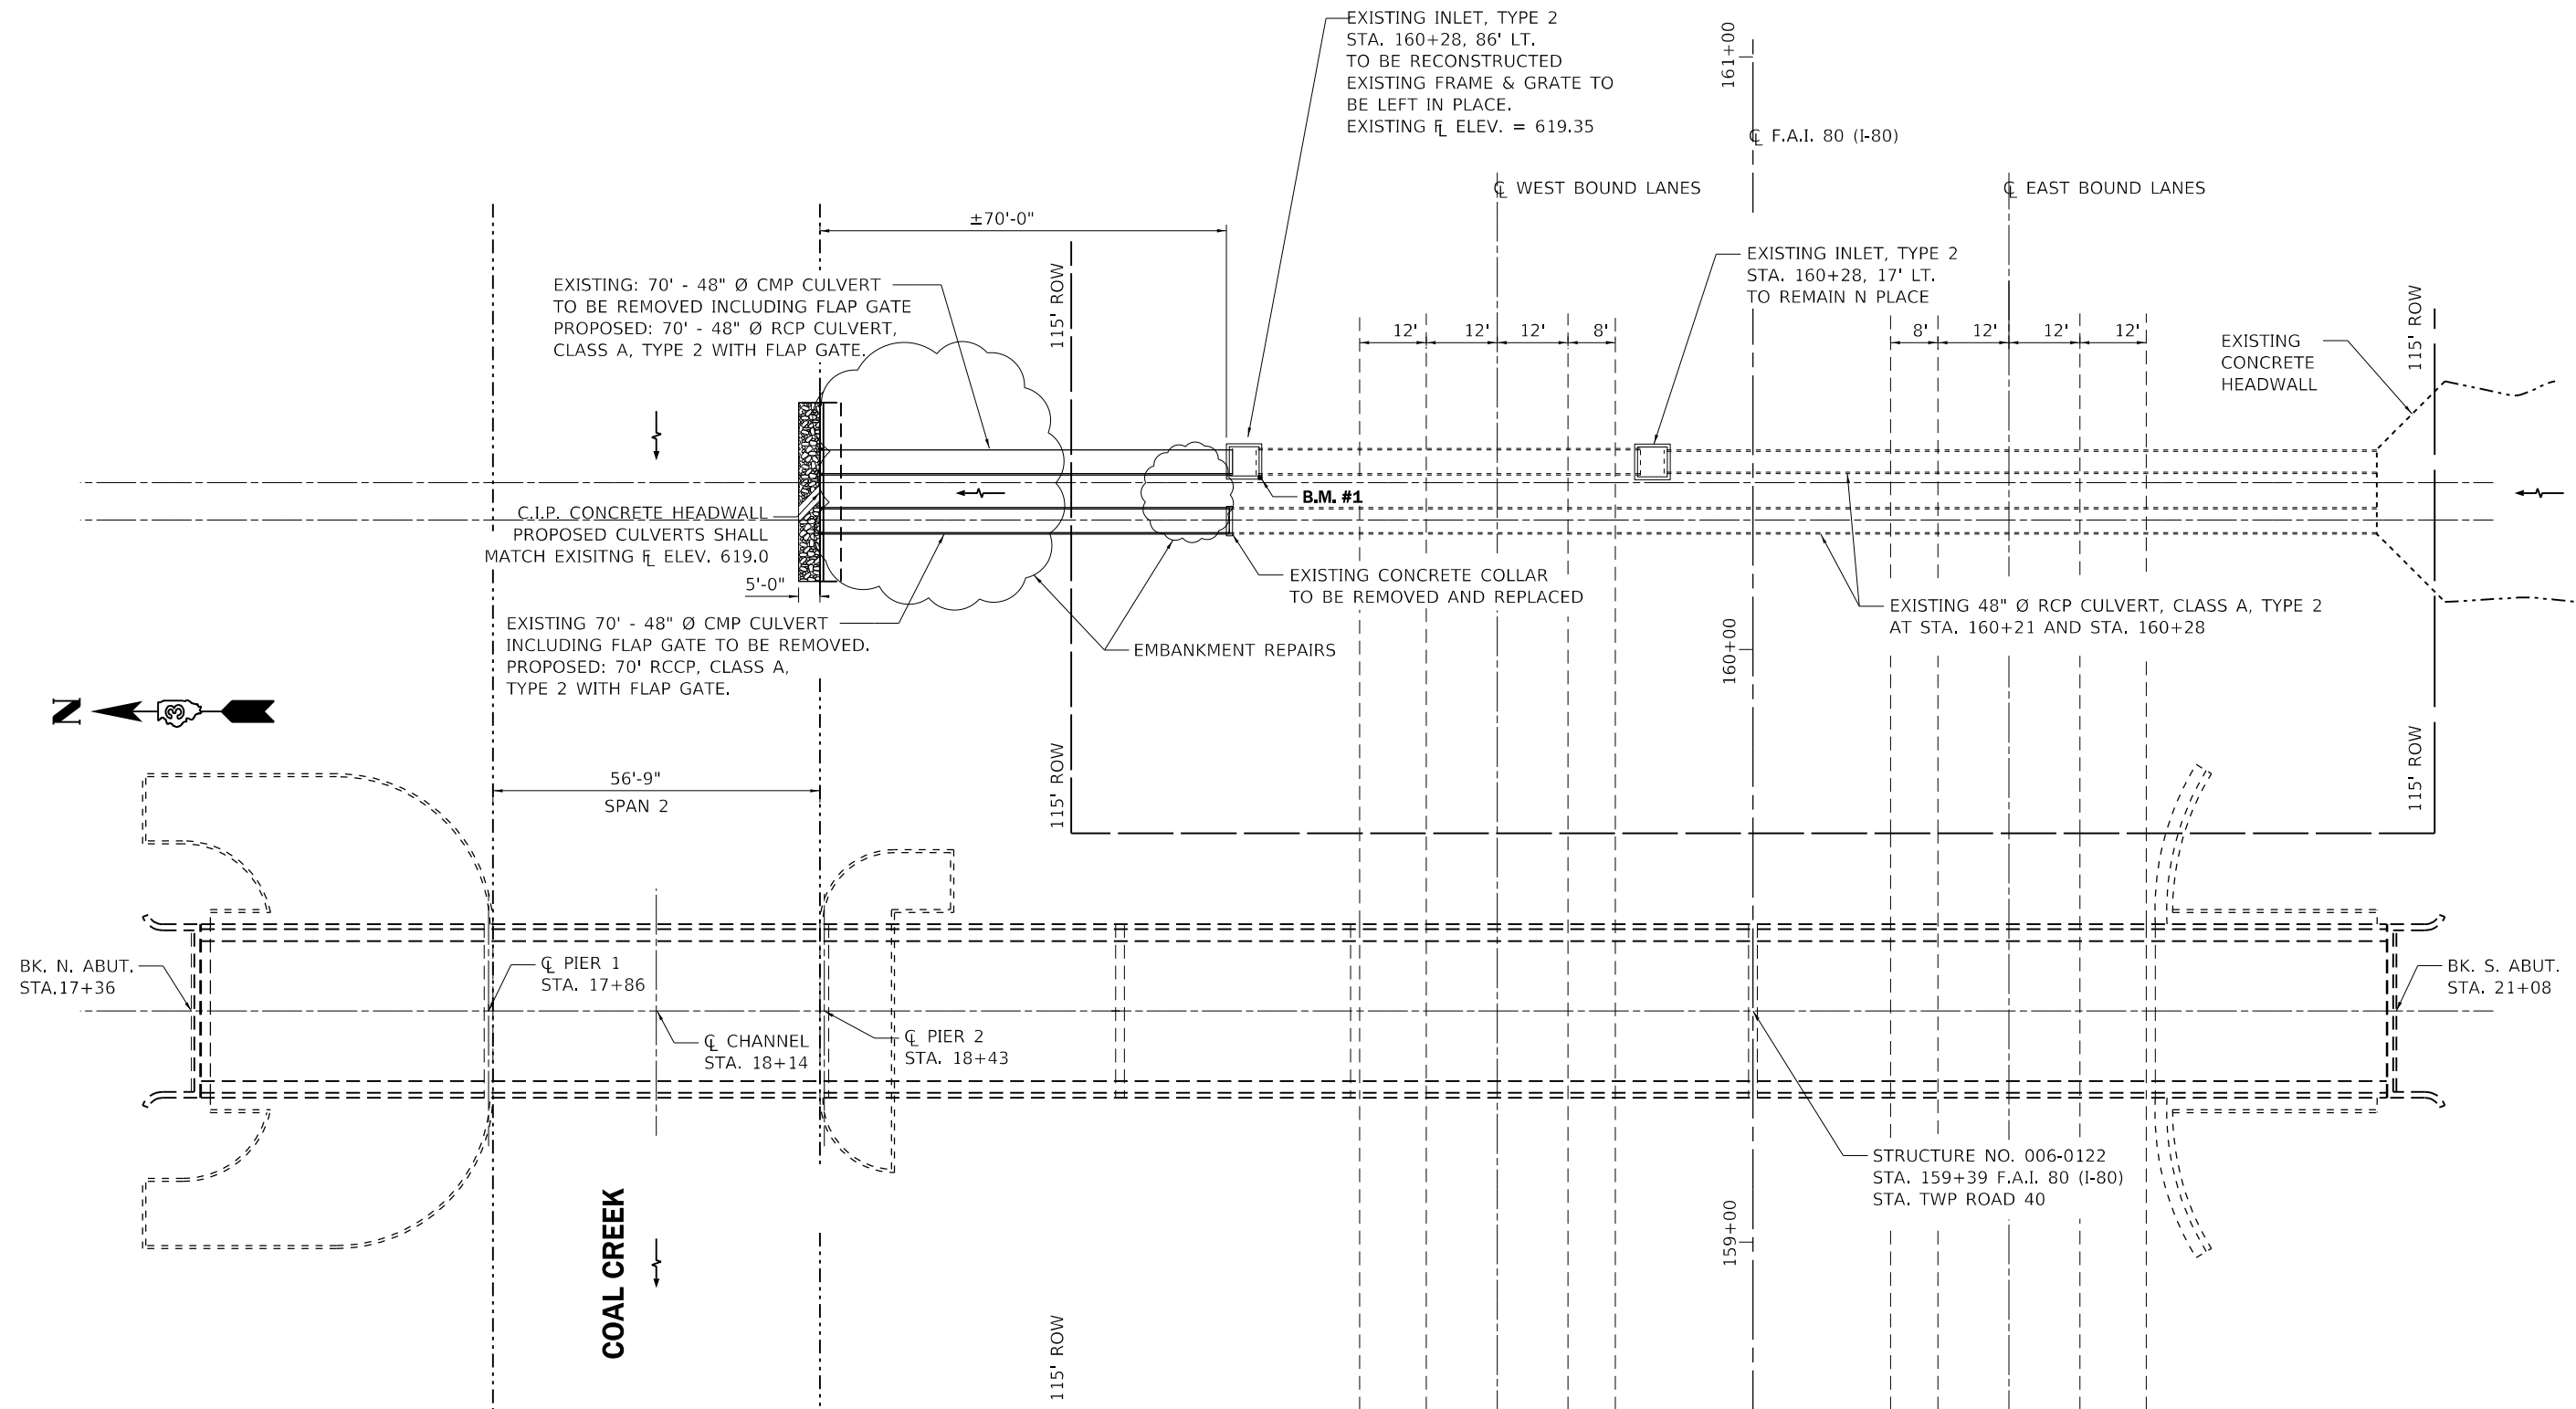 EXISTING INLET, TYPE 2
STA. 160+28, 86' LT.
TO BE RECONSTRUCTED
EXISTING FRAME & GRATE TO
BE LEFT IN PLACE.
EXISTING FL ELEV. = 619.35
161+00
CL F.A.I. 80 (I-80)
CL WEST BOUND LANES
CL EAST BOUND LANES
±70'-0"
EXISTING: 70' - 48" Ø CMP CULVERT
TO BE REMOVED INCLUDING FLAP GATE
PROPOSED: 70' - 48" Ø RCP CULVERT,
CLASS A, TYPE 2 WITH FLAP GATE.
115' ROW
EXISTING INLET, TYPE 2
STA. 160+28, 17' LT.
TO REMAIN N PLACE
115' ROW
12' 12' 12' 8'
8' 12' 12' 12'
EXISTING
CONCRETE
HEADWALL
B.M. #1
C.I.P. CONCRETE HEADWALL
PROPOSED CULVERTS SHALL
MATCH EXISITNG FL ELEV. 619.0
5'-0"
EXISTING CONCRETE COLLAR
TO BE REMOVED AND REPLACED
EXISTING 48" Ø RCP CULVERT, CLASS A, TYPE 2
AT STA. 160+21 AND STA. 160+28
EXISTING 70' - 48" Ø CMP CULVERT
INCLUDING FLAP GATE TO BE REMOVED.
PROPOSED: 70' RCCP, CLASS A,
TYPE 2 WITH FLAP GATE.
EMBANKMENT REPAIRS
160+00
N
3
115' ROW
115' ROW
56'-9"
SPAN 2
BK. N. ABUT.
STA.17+36
CL PIER 1
STA. 17+86
CL CHANNEL
STA. 18+14
CL PIER 2
STA. 18+43
BK. S. ABUT.
STA. 21+08
STRUCTURE NO. 006-0122
STA. 159+39 F.A.I. 80 (I-80)
STA. TWP ROAD 40
159+00
COAL CREEK
115' ROW